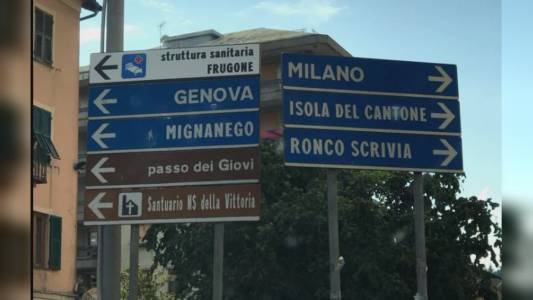 struttura sanitaria
FRUGONE
GENOVA
MIGNANEGO
passo dei Giovi
Santuario NS della Vittoria
MILANO
ISOLA DEL CANTONE
RONCO SCRIVIA